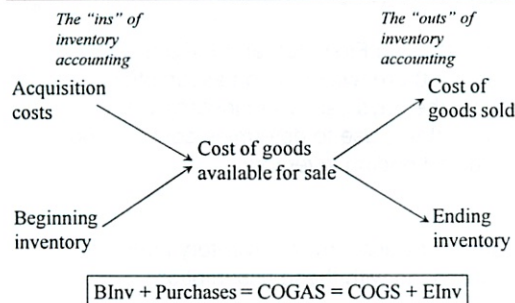 The "ins" of
inventory
accounting
The "outs" of
inventory
accounting
Acquisition
costs
Cost of
goods sold
Cost of goods
available for sale
Beginning
inventory
Ending
inventory
BInv + Purchases = COGAS = COGS + EInv